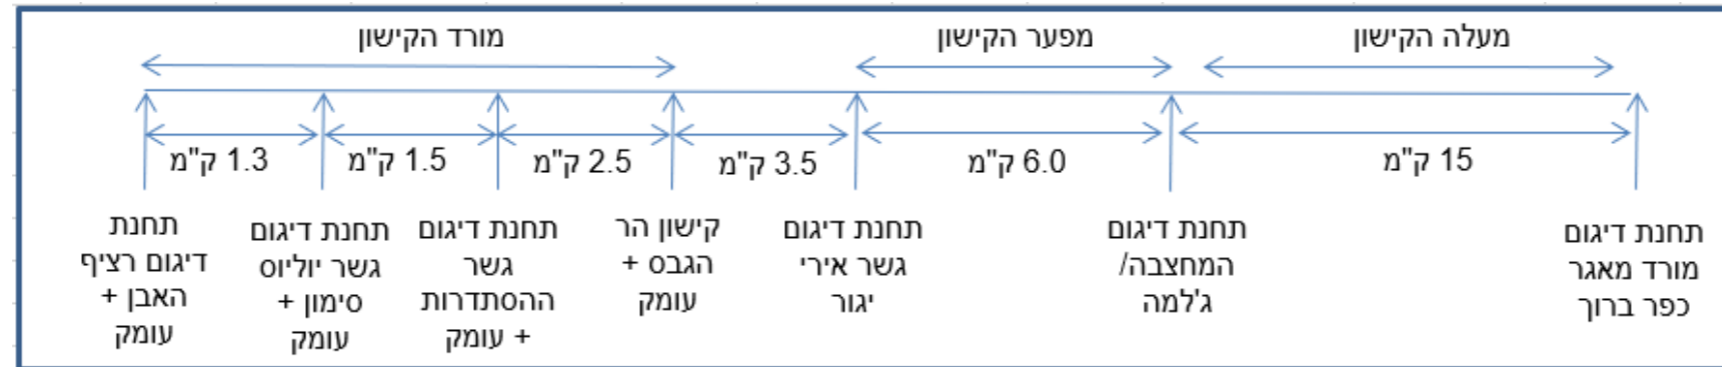 מעלה הקישון
מפער הקישון
מורד הקישון
15 ק"מ
6.0 ק"מ
3.5 ק"מ
2.5 ק"מ
1.5 ק"מ
1.3 ק"מ
תחנת דיגום
מורד מאגר
כפר ברוך
תחנת דיגום
המחצבה/
ג'למה
תחנת דיגום
גשר אירי
יגור
קישון הר
הגבס +
עומק
תחנת דיגום
גשר
ההסתדרות
+ עומק
תחנת דיגום
גשר יוליוס
סימון +
עומק
תחנת
דיגום רציף
האבן +
עומק